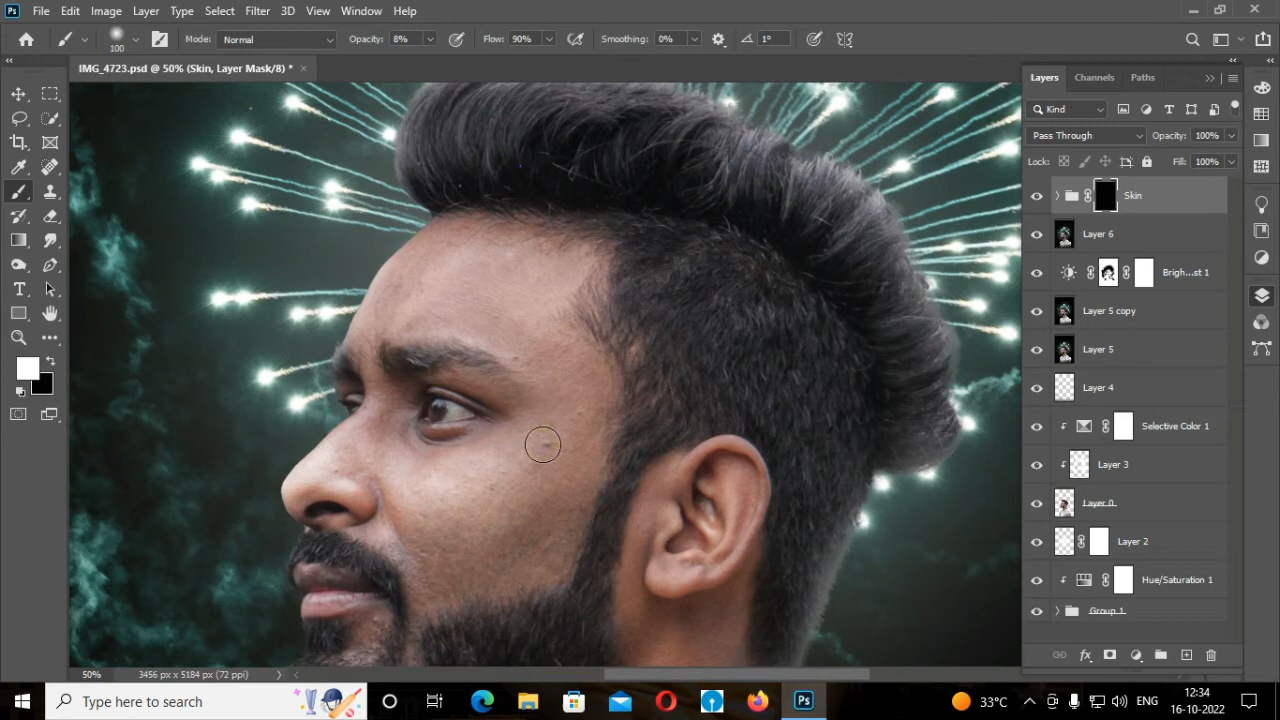 Ps File Edit Image Layer Type Select Filter 3D View Window Help
100 Mode: Normal Opacity: 8% Flow: 90% Smoothing: 0% 1°
IMG_4723.psd @ 50% (Skin, Layer Mask/8) *
Layers Channels Paths
Kind
Pass Through Opacity: 100%
Lock: Fill: 100%
Skin
Layer 6
Brigh...st 1
Layer 5 copy
Layer 5
Layer 4
Selective Color 1
Layer 3
Layer 0
Layer 2
Hue/Saturation 1
Group 1
50% 3456 px x 5184 px (72 ppi)
Type here to search
Ps
33°C
ENG
12:34
16-10-2022